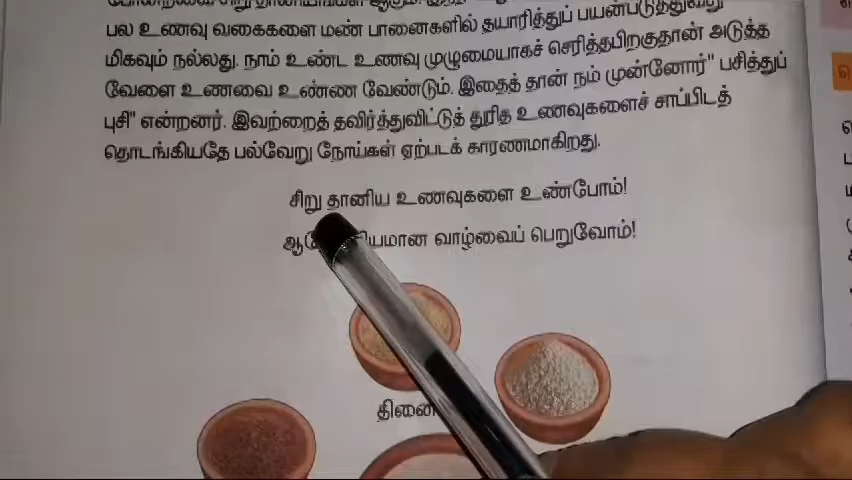 பல உணவு வகைகளை மண் பானைகளில் தயாரித்துப் பயன்படுத்துவது
மிகவும் நல்லது. நாம் உண்ட உணவு முழுமையாகச் செரித்தபிறகுதான் அடுத்த
வேளை உணவை உண்ண வேண்டும். இதைத் தான் நம் முன்னோர்" பசித்துப்
புசி" என்றனர். இவற்றைத் தவிர்த்துவிட்டுத் துரித உணவுகளைச் சாப்பிடத்
தொடங்கியதே பல்வேறு நோய்கள் ஏற்படக் காரணமாகிறது.
சிறு தானிய உணவுகளை உண்போம்!
வாழ்வைப் பெறுவோம்!
தினை